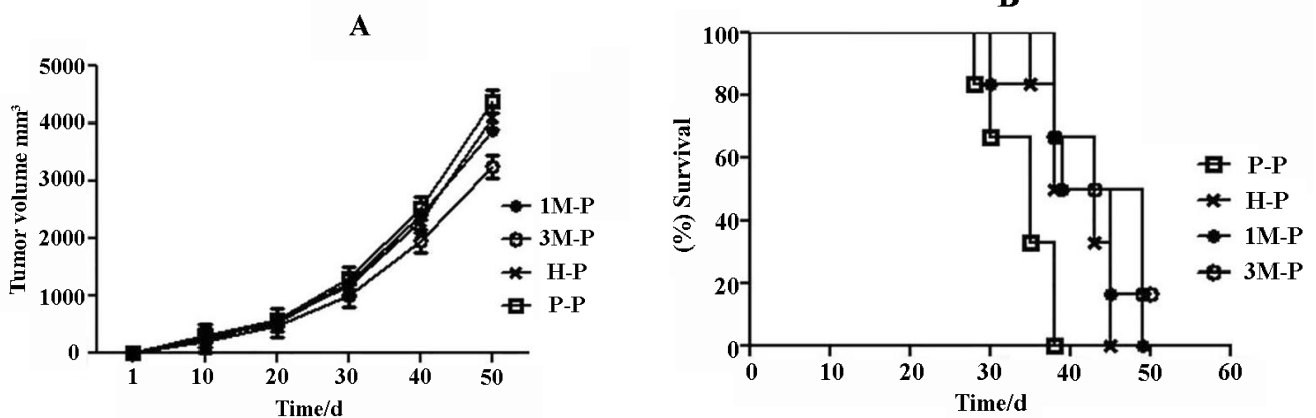 A
Tumor volume mm³
5000
4000
3000
2000
1000
0
1 10 20 30 40 50
Time/d
1M-P
3M-P
H-P
P-P
B
(%) Survival
100
80
60
40
20
0
0 10 20 30 40 50 60
Time/d
P-P
H-P
1M-P
3M-P